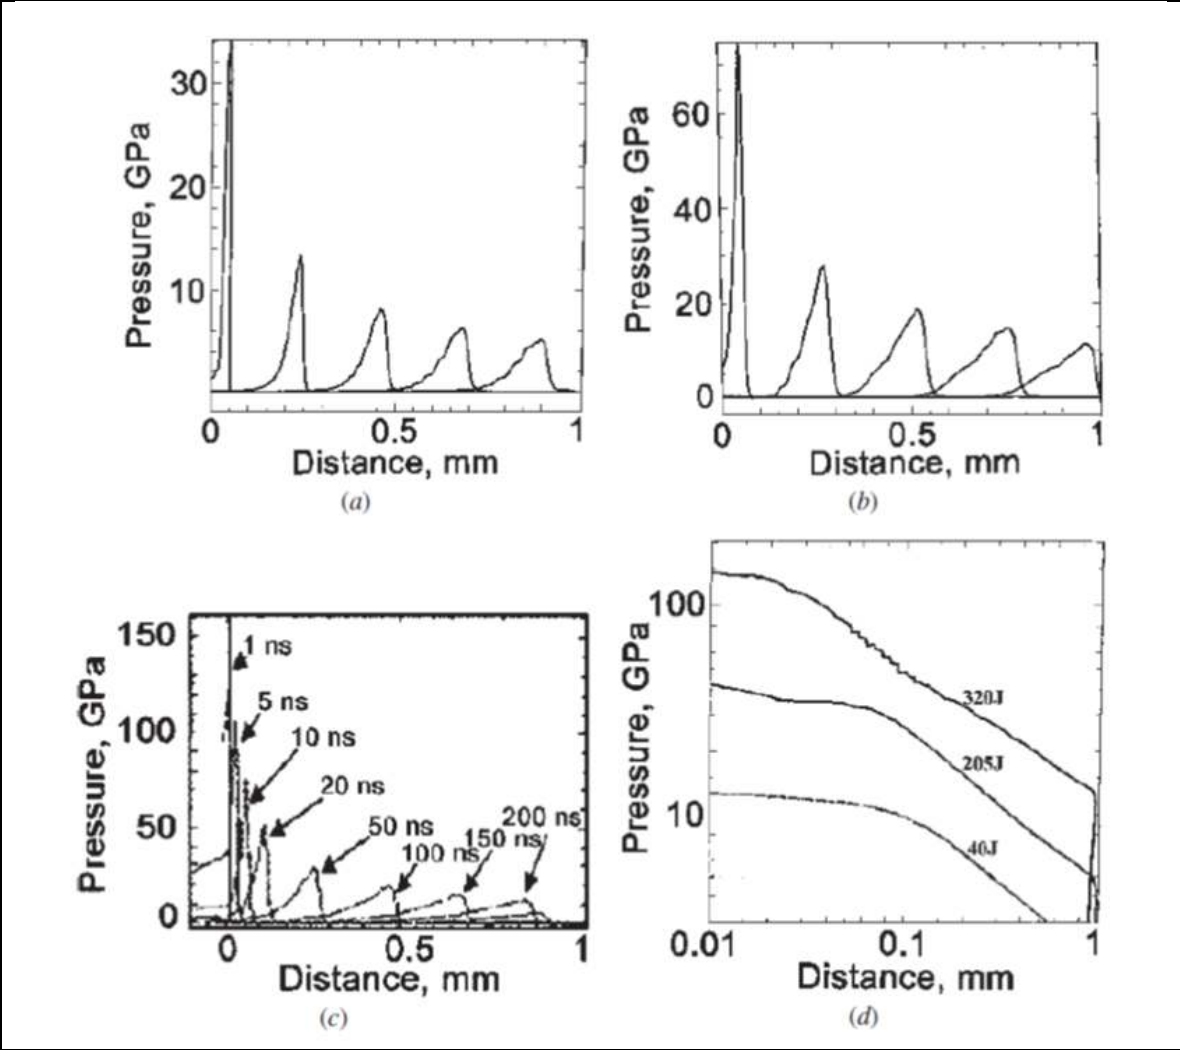 30
20
10
Pressure, GPa
0 0.5 1
Distance, mm
(a)
60
40
20
0
Pressure, GPa
0 0.5 1
Distance, mm
(b)
150
100
50
0
Pressure, GPa
1 ns
5 ns
10 ns
20 ns
50 ns
100 ns
150 ns
200 ns
0 0.5 1
Distance, mm
(c)
100
10
Pressure, GPa
320J
205J
40J
0.01 0.1 1
Distance, mm
(d)